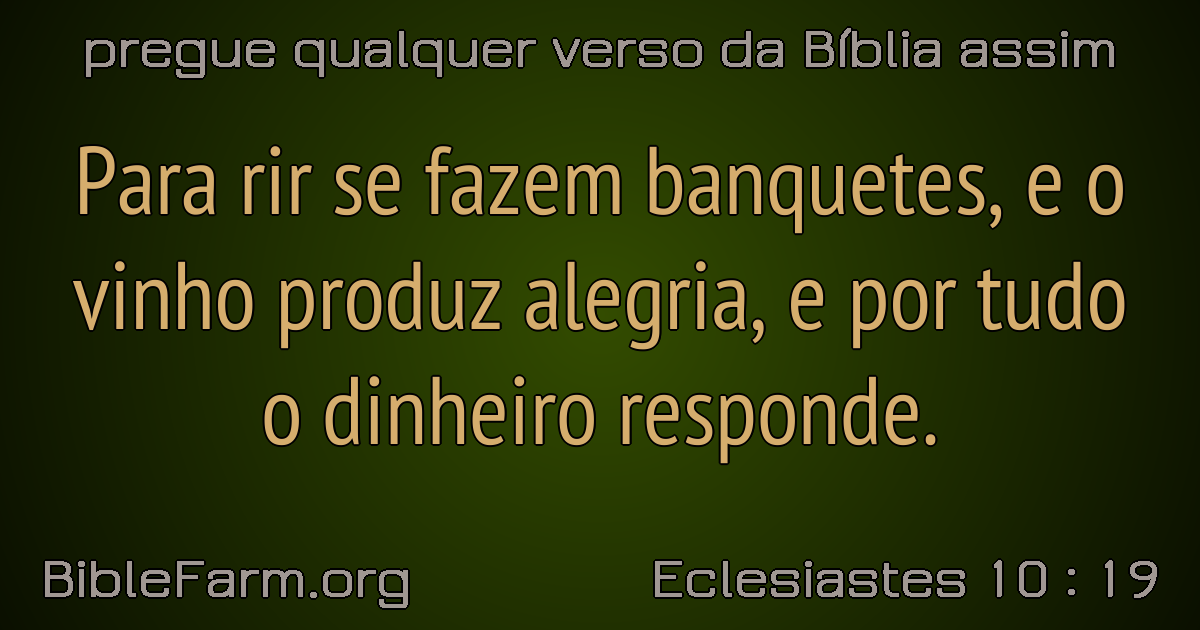 pregue qualquer verso da Bíblia assim
Para rir se fazem banquetes, e o
vinho produz alegria, e por tudo
o dinheiro responde.
BibleFarm.org
Eclesiastes 10 : 19